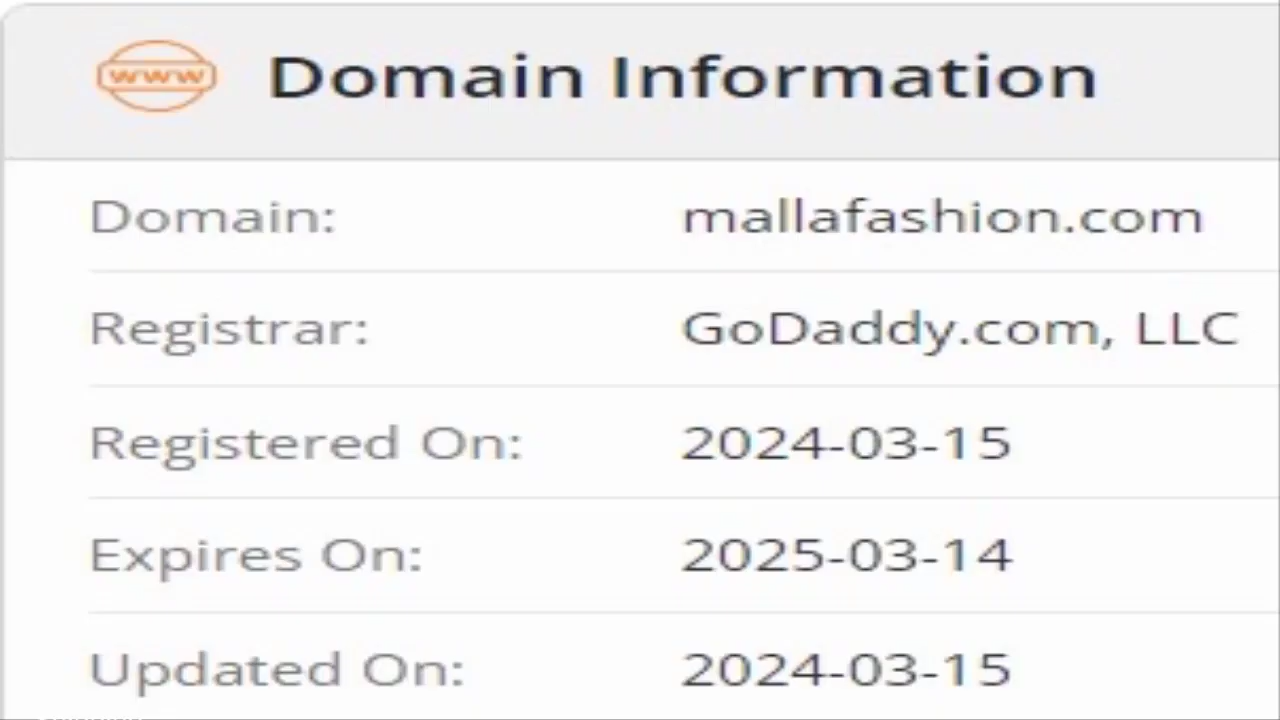 www
Domain Information
Domain: mallafashion.com
Registrar: GoDaddy.com, LLC
Registered On: 2024-03-15
Expires On: 2025-03-14
Updated On: 2024-03-15